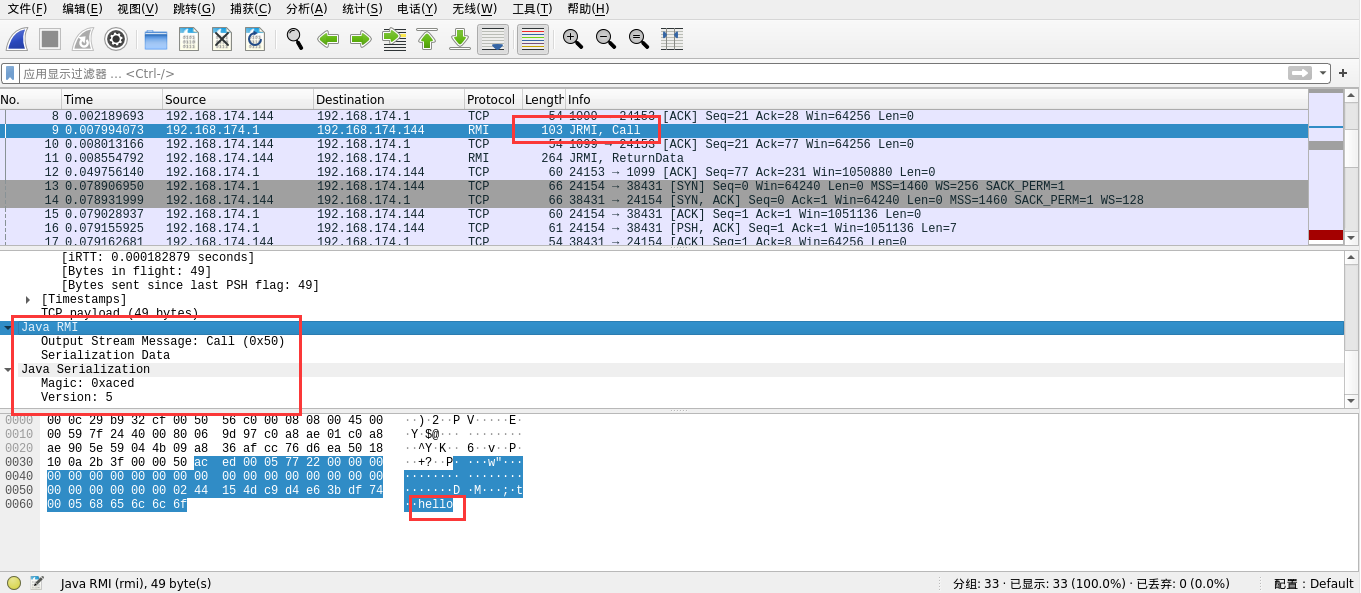 文件(F) 编辑(E) 视图(V) 跳转(G) 捕获(C) 分析(A) 统计(S) 电话(Y) 无线(W) 工具(T) 帮助(H)
应用显示过滤器 … <Ctrl-/>
No. Time Source Destination Protocol Length Info
8 0.002189693 192.168.174.144 192.168.174.1 TCP 54 1099 → 24153 [ACK] Seq=21 Ack=28 Win=64256 Len=0
9 0.007994073 192.168.174.1 192.168.174.144 RMI 103 JRMI, Call
10 0.008013166 192.168.174.144 192.168.174.1 TCP 54 1099 → 24153 [ACK] Seq=21 Ack=77 Win=64256 Len=0
11 0.008554792 192.168.174.144 192.168.174.1 RMI 264 JRMI, ReturnData
12 0.049756140 192.168.174.1 192.168.174.144 TCP 60 24153 → 1099 [ACK] Seq=77 Ack=231 Win=1050880 Len=0
13 0.078906950 192.168.174.1 192.168.174.144 TCP 66 24154 → 38431 [SYN] Seq=0 Win=64240 Len=0 MSS=1460 WS=256 SACK_PERM=1
14 0.078931999 192.168.174.144 192.168.174.1 TCP 66 38431 → 24154 [SYN, ACK] Seq=0 Ack=1 Win=64240 Len=0 MSS=1460 SACK_PERM=1 WS=128
15 0.079028937 192.168.174.1 192.168.174.144 TCP 60 24154 → 38431 [ACK] Seq=1 Ack=1 Win=1051136 Len=0
16 0.079155925 192.168.174.1 192.168.174.144 TCP 61 24154 → 38431 [PSH, ACK] Seq=1 Ack=1 Win=1051136 Len=7
17 0.079162681 192.168.174.144 192.168.174.1 TCP 54 38431 → 24154 [ACK] Seq=1 Ack=8 Win=64256 Len=0
[iRTT: 0.000182879 seconds]
[Bytes in flight: 49]
[Bytes sent since last PSH flag: 49]
[Timestamps]
TCP payload (49 bytes)
Java RMI
Output Stream Message: Call (0x50)
Serialization Data
Java Serialization
Magic: 0xaced
Version: 5
0000 00 0c 29 b9 32 cf 00 50 56 c0 00 08 08 00 45 00 ··)·2··P V·····E·
0010 00 59 7f 24 40 00 80 06 9d 97 c0 a8 ae 01 c0 a8 ·Y·$@··· ········
0020 ae 90 5e 59 04 4b 09 a8 36 af cc 76 d6 ea 50 18 ··^Y·K·· 6··v··P·
0030 10 0a 2b 3f 00 00 50 ac ed 00 05 77 22 00 00 00 ··+?··P· ···w"···
0040 00 00 00 00 00 00 00 00 00 00 00 00 00 00 00 00 ········ ········
0050 00 00 00 00 00 00 02 44 15 4d c9 d4 e6 3b df 74 ·······D ·M···;·t
0060 00 05 68 65 6c 6c 6f ··hello
Java RMI (rmi), 49 byte(s) 分组: 33 · 已显示: 33 (100.0%) · 已丢弃: 0 (0.0%) 配置：Default